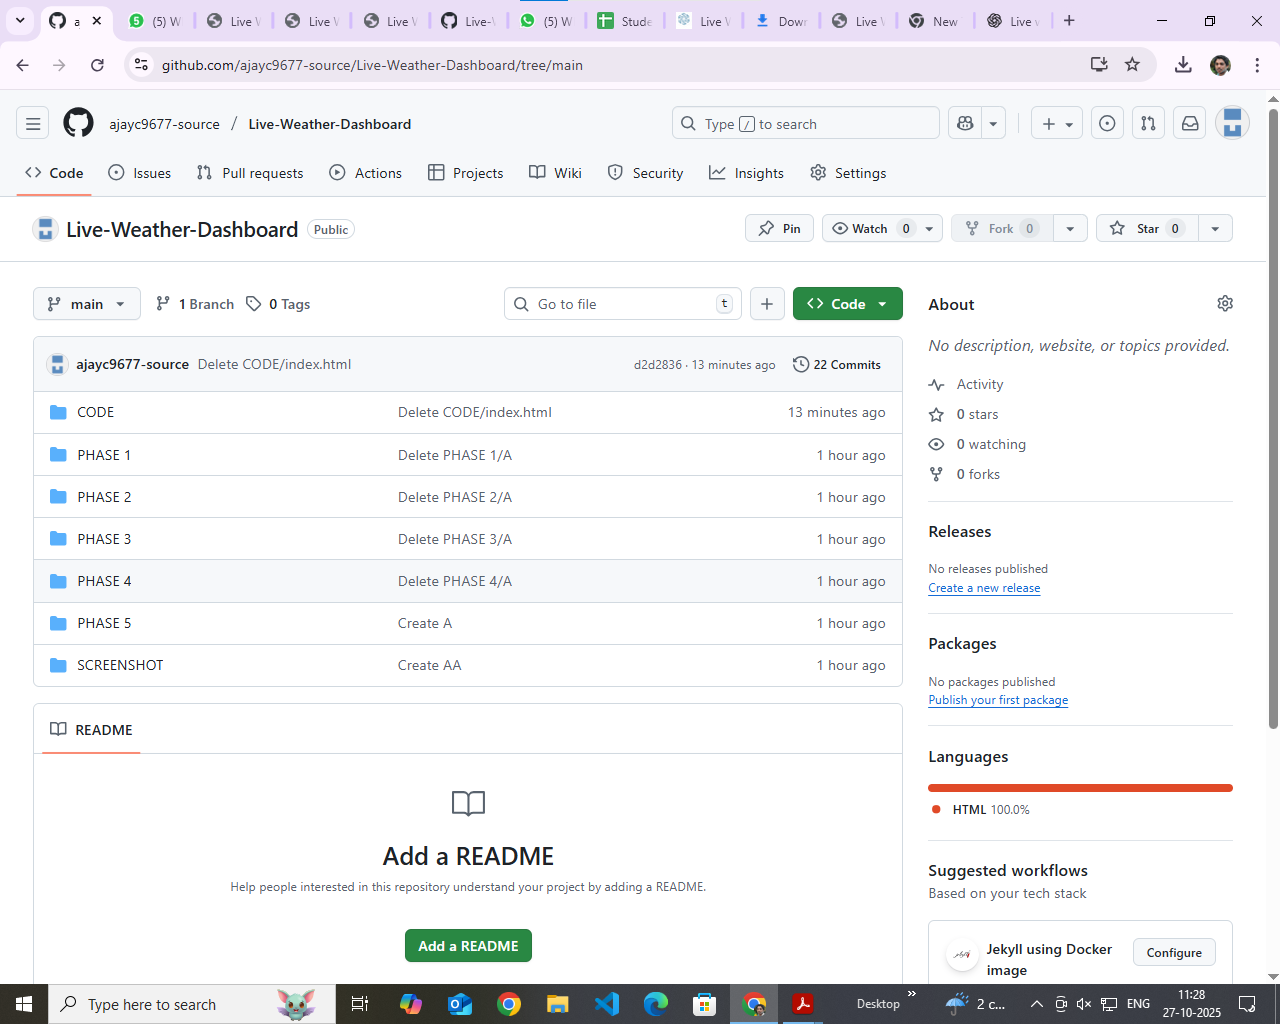 a
(5) W
Live W
Live W
Live W
Live-W
(5) W
Stude
Live W
Down
Live W
New
Live w
github.com/ajayc9677-source/Live-Weather-Dashboard/tree/main
ajayc9677-source / Live-Weather-Dashboard
Type / to search
Code
Issues
Pull requests
Actions
Projects
Wiki
Security
Insights
Settings
Live-Weather-Dashboard Public
Pin
Watch 0
Fork 0
Star 0
main
1 Branch
0 Tags
Go to file t
Code
ajayc9677-source Delete CODE/index.html d2d2836 · 13 minutes ago 22 Commits
CODE Delete CODE/index.html 13 minutes ago
PHASE 1 Delete PHASE 1/A 1 hour ago
PHASE 2 Delete PHASE 2/A 1 hour ago
PHASE 3 Delete PHASE 3/A 1 hour ago
PHASE 4 Delete PHASE 4/A 1 hour ago
PHASE 5 Create A 1 hour ago
SCREENSHOT Create AA 1 hour ago
README
Add a README
Help people interested in this repository understand your project by adding a README.
Add a README
About
No description, website, or topics provided.
Activity
0 stars
0 watching
0 forks
Releases
No releases published
Create a new release
Packages
No packages published
Publish your first package
Languages
HTML 100.0%
Suggested workflows
Based on your tech stack
Jekyll using Docker
image
Configure
Type here to search
Desktop
2 c...
ENG
11:28
27-10-2025